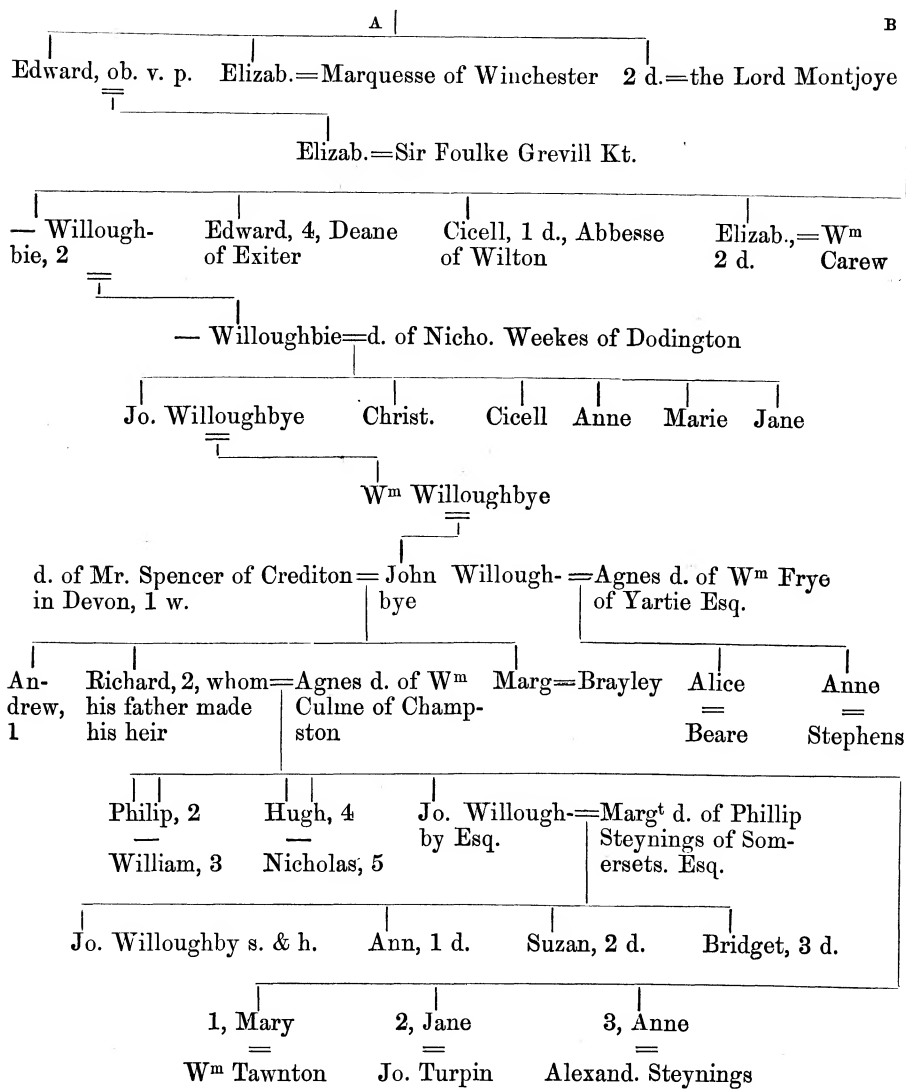 A B
Edward, ob. v. p. Elizab.=Marquesse of Winchester 2 d.=the Lord Montjoye
Elizab.=Sir Foulke Grevill Kt.
— Willough- Edward, 4, Deane Cicell, 1 d., Abbesse Elizab.,=Wm
bie, 2 of Exiter of Wilton 2 d. Carew
— Willoughbie=d. of Nicho. Weekes of Dodington
Jo. Willoughbye Christ. Cicell Anne Marie Jane
Wm Willoughbye
d. of Mr. Spencer of Crediton=John Willough-=Agnes d. of Wm Frye
in Devon, 1 w. bye of Yartie Esq.
An- Richard, 2, whom=Agnes d. of Wm Marg=Brayley Alice Anne
drew, his father made Culme of Champ- = =
1 his heir ston Beare Stephens
Philip, 2 Hugh, 4 Jo. Willough-=Margt d. of Phillip
— — by Esq. Steynings of Som-
William, 3 Nicholas, 5 ersets. Esq.
Jo. Willoughby s. & h. Ann, 1 d. Suzan, 2 d. Bridget, 3 d.
1, Mary 2, Jane 3, Anne
= = =
Wm Tawnton Jo. Turpin Alexand. Steynings